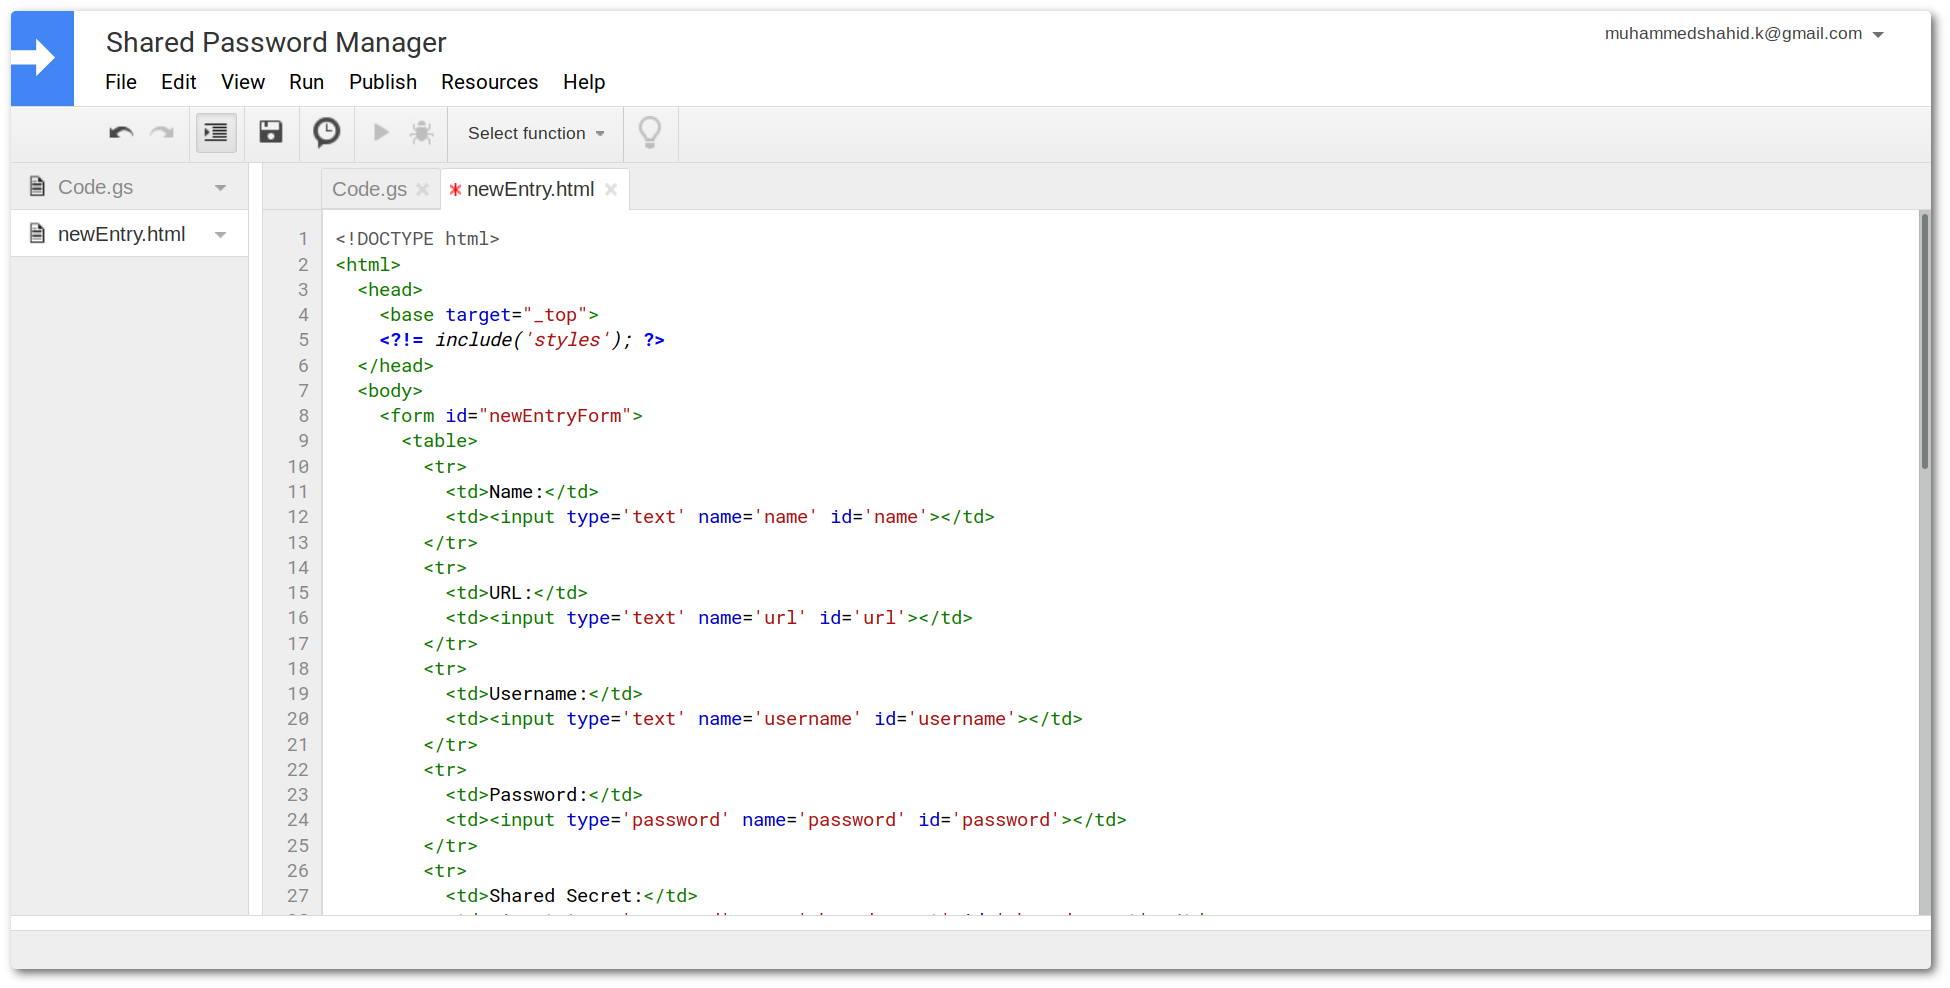 Shared Password Manager
muhammedshahid.k@gmail.com
File Edit View Run Publish Resources Help
Select function
Code.gs
newEntry.html
Code.gs
* newEntry.html
1 <!DOCTYPE html>
2 <html>
3   <head>
4     <base target="_top">
5     <?!= include('styles'); ?>
6   </head>
7   <body>
8     <form id="newEntryForm">
9       <table>
10         <tr>
11           <td>Name:</td>
12           <td><input type='text' name='name' id='name'></td>
13         </tr>
14         <tr>
15           <td>URL:</td>
16           <td><input type='text' name='url' id='url'></td>
17         </tr>
18         <tr>
19           <td>Username:</td>
20           <td><input type='text' name='username' id='username'></td>
21         </tr>
22         <tr>
23           <td>Password:</td>
24           <td><input type='password' name='password' id='password'></td>
25         </tr>
26         <tr>
27           <td>Shared Secret:</td>